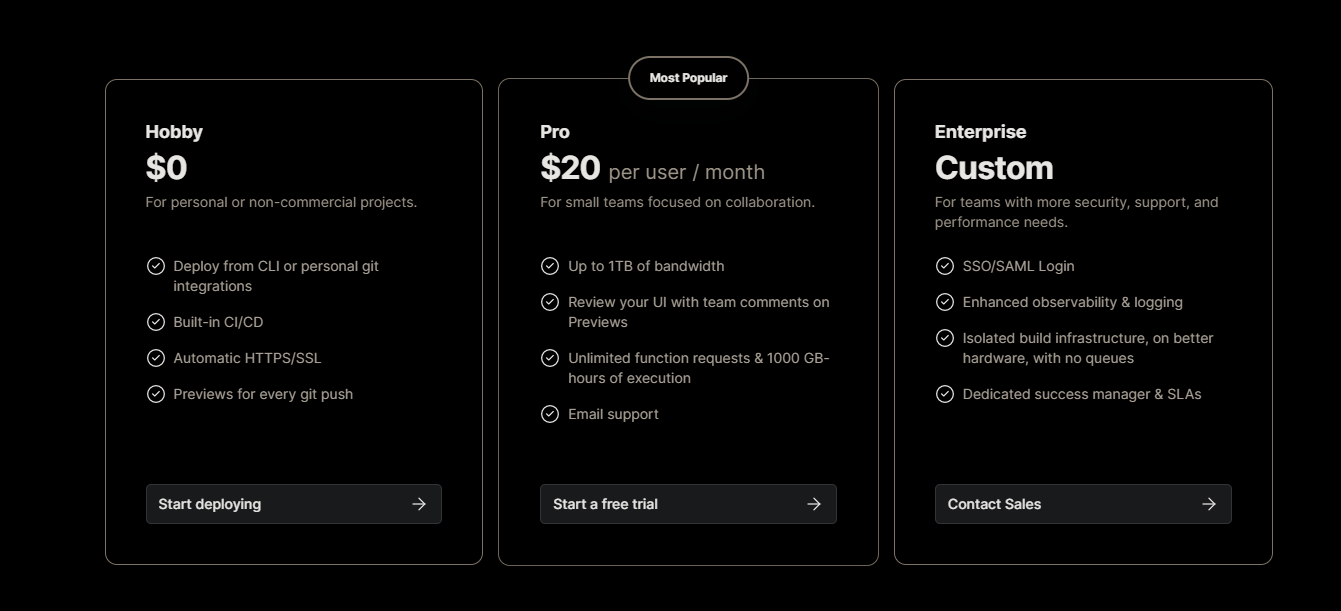 Most Popular
Hobby
$0
For personal or non-commercial projects.
Deploy from CLI or personal git
integrations
Built-in CI/CD
Automatic HTTPS/SSL
Previews for every git push
Start deploying
Pro
$20 per user / month
For small teams focused on collaboration.
Up to 1TB of bandwidth
Review your UI with team comments on
Previews
Unlimited function requests & 1000 GB-
hours of execution
Email support
Start a free trial
Enterprise
Custom
For teams with more security, support, and
performance needs.
SSO/SAML Login
Enhanced observability & logging
Isolated build infrastructure, on better
hardware, with no queues
Dedicated success manager & SLAs
Contact Sales